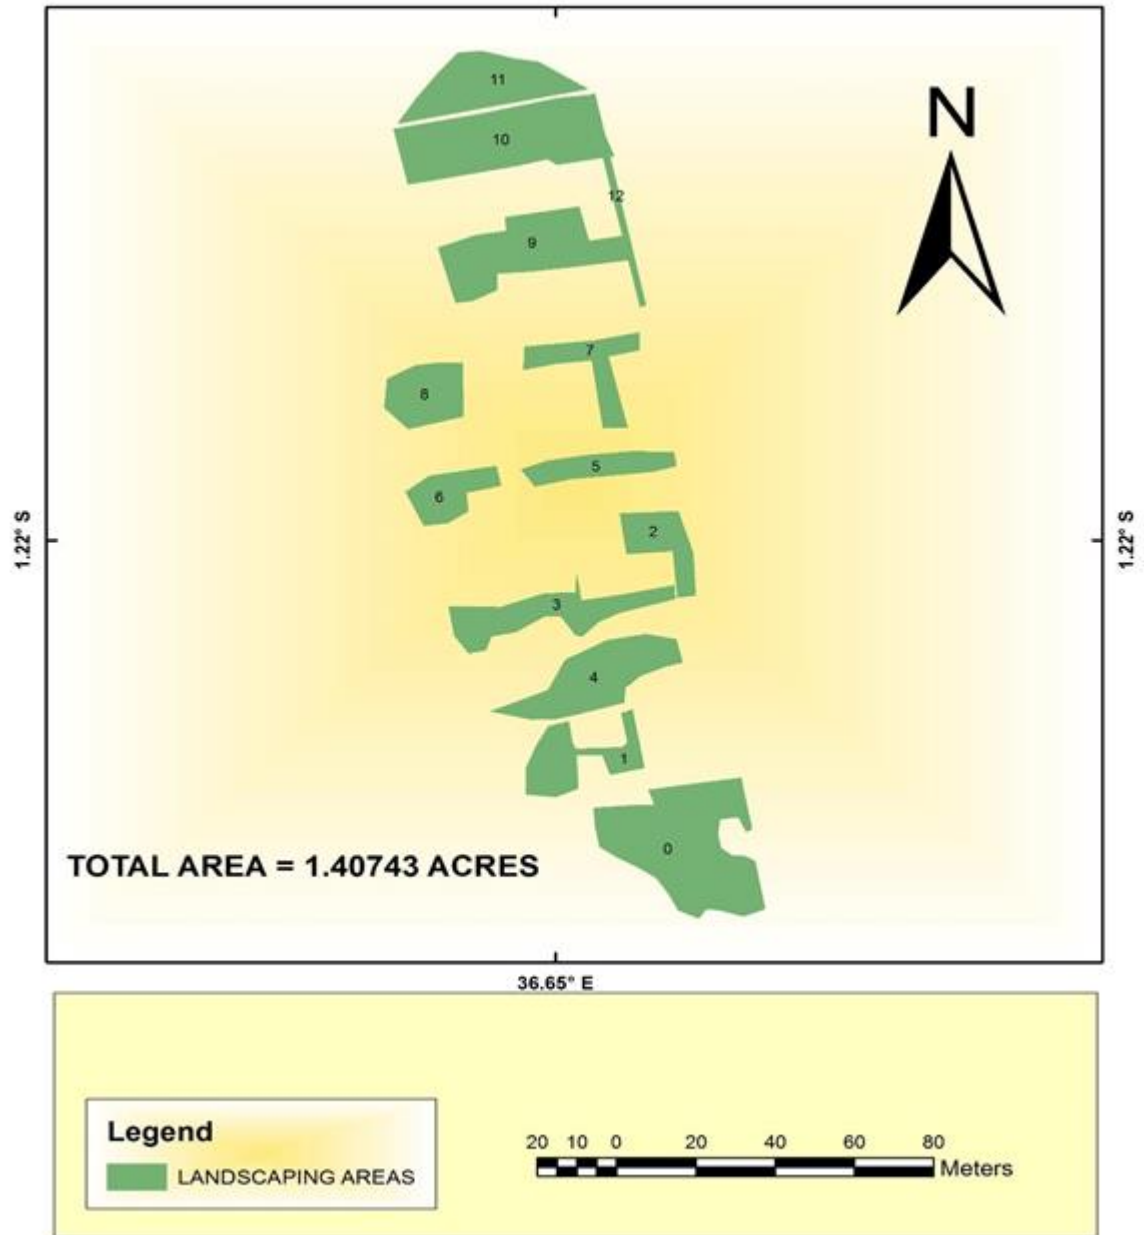 11
N
10
12
9
7
8
5
6
2
1.22° S
1.22° S
3
4
1
0
TOTAL AREA = 1.40743 ACRES
36.65° E
Legend
LANDSCAPING AREAS
20 10 0 20 40 60 80
Meters